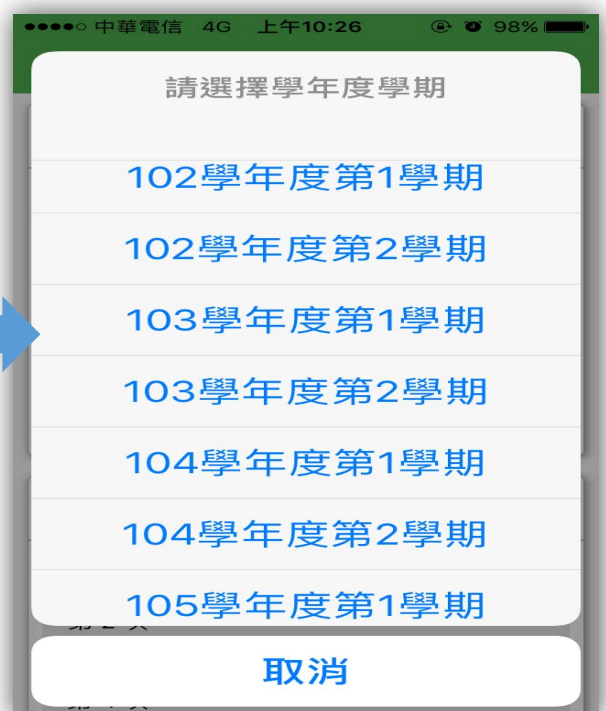 中華電信 4G 上午10:26 98%
請選擇學年度學期
102學年度第1學期
102學年度第2學期
103學年度第1學期
103學年度第2學期
104學年度第1學期
104學年度第2學期
105學年度第1學期
取消